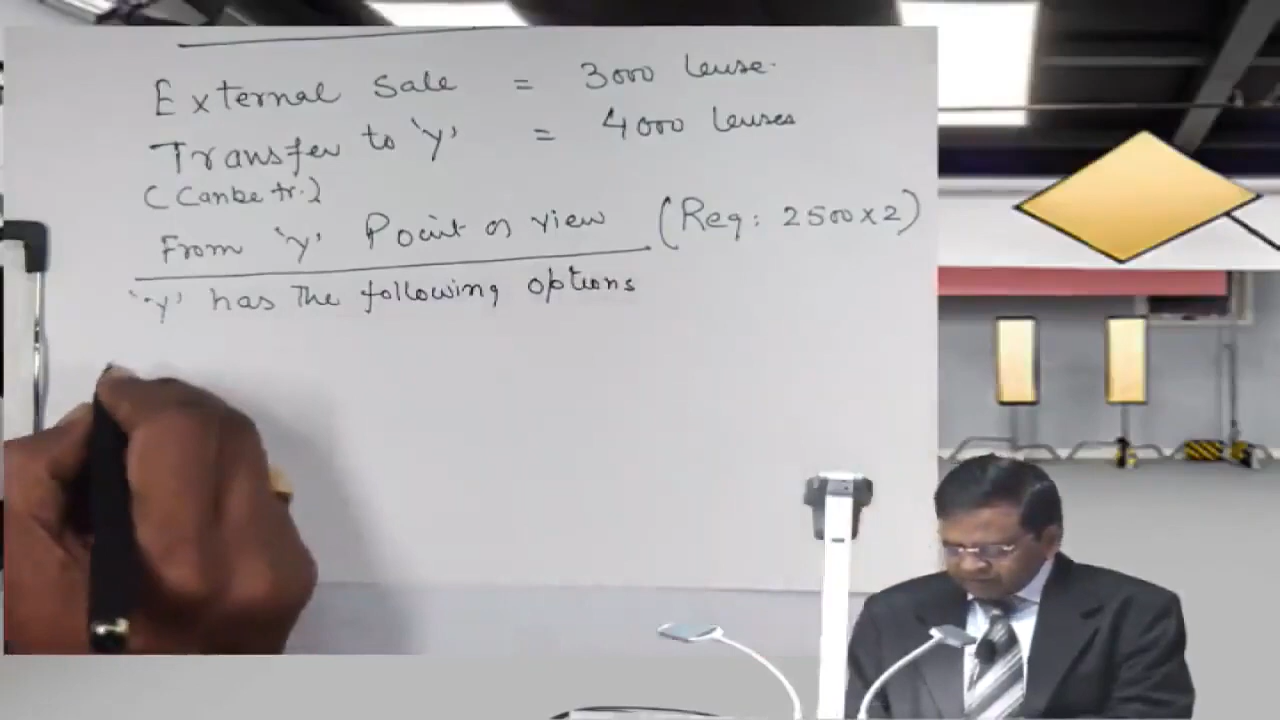 External Sale = 3000 lense.
Transfer to 'y' = 4000 lenses
(Can be tr.)
From 'y' Point of view (Req: 2500 x 2)
'y' has the following options